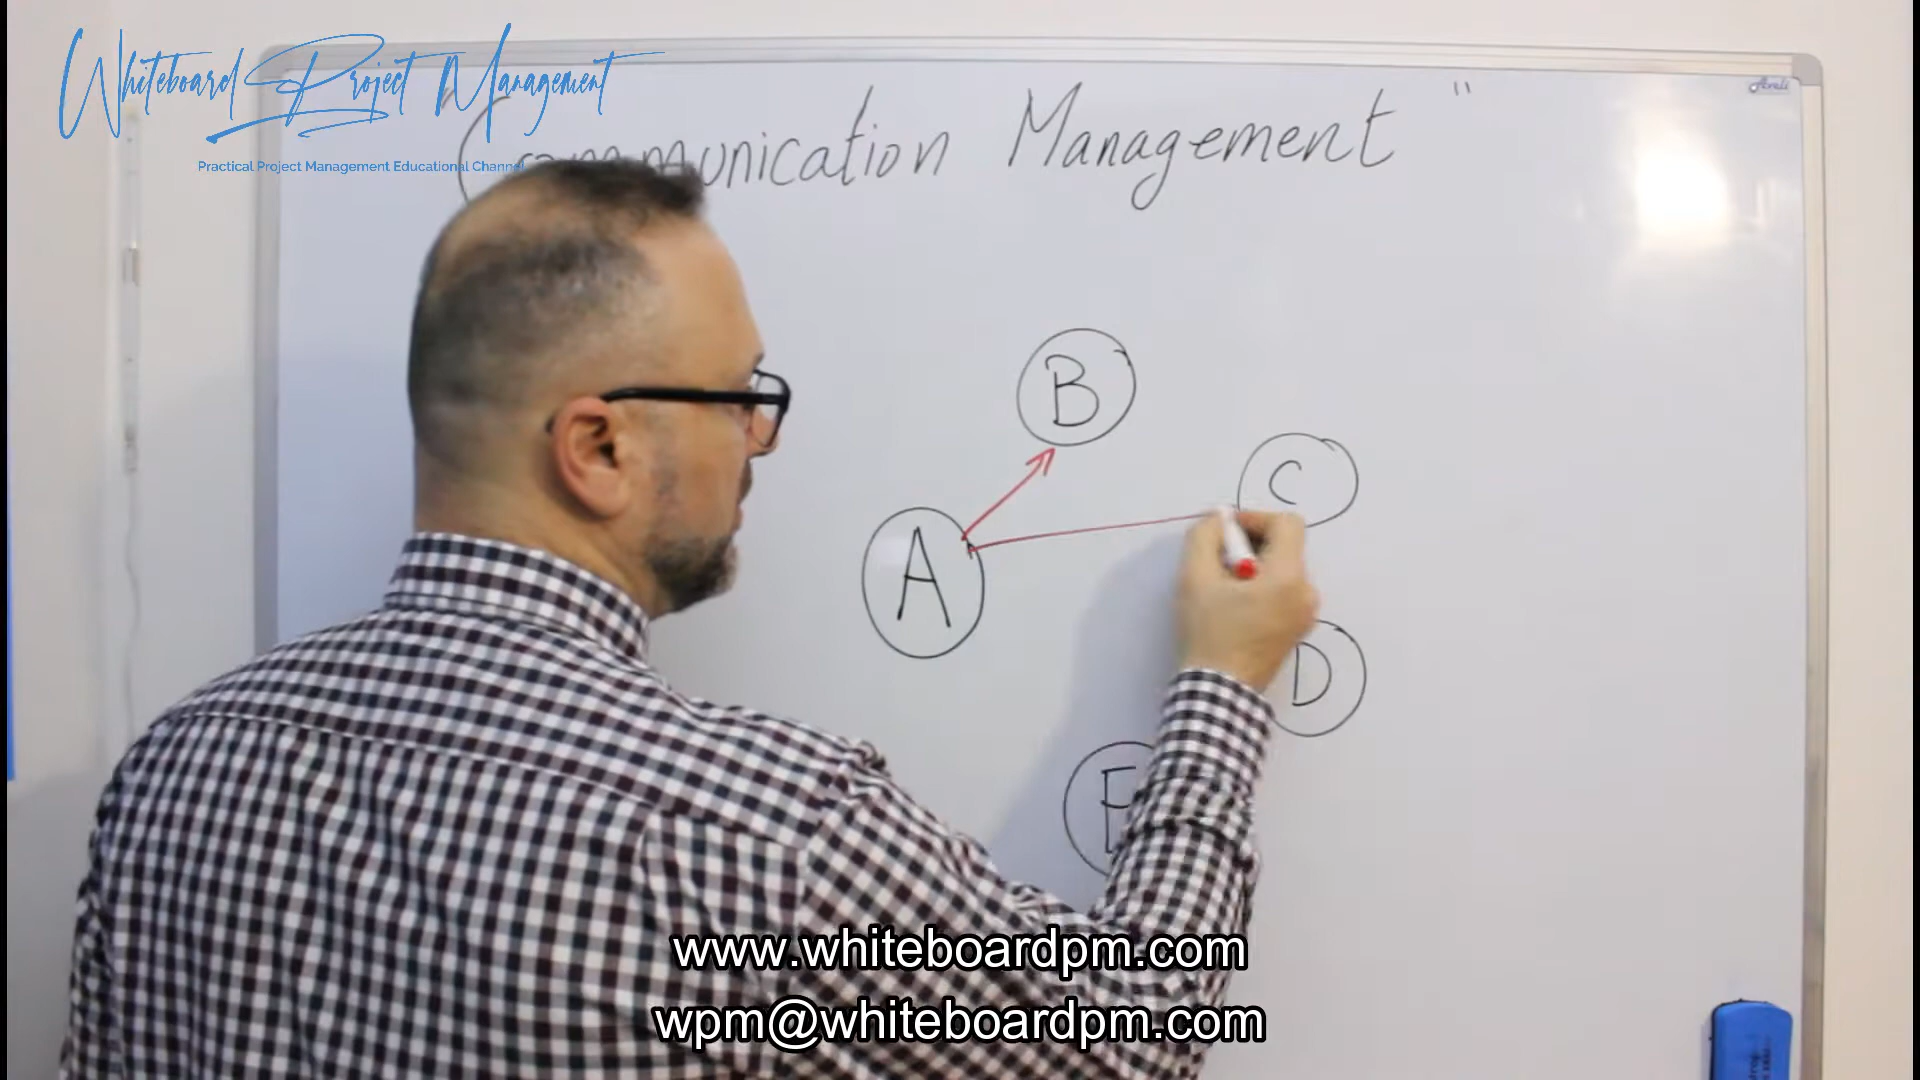 Whiteboard Project Management
Practical Project Management Educational Channel
Communication Management "
B
C
A
D
E
www.whiteboardpm.com
wpm@whiteboardpm.com